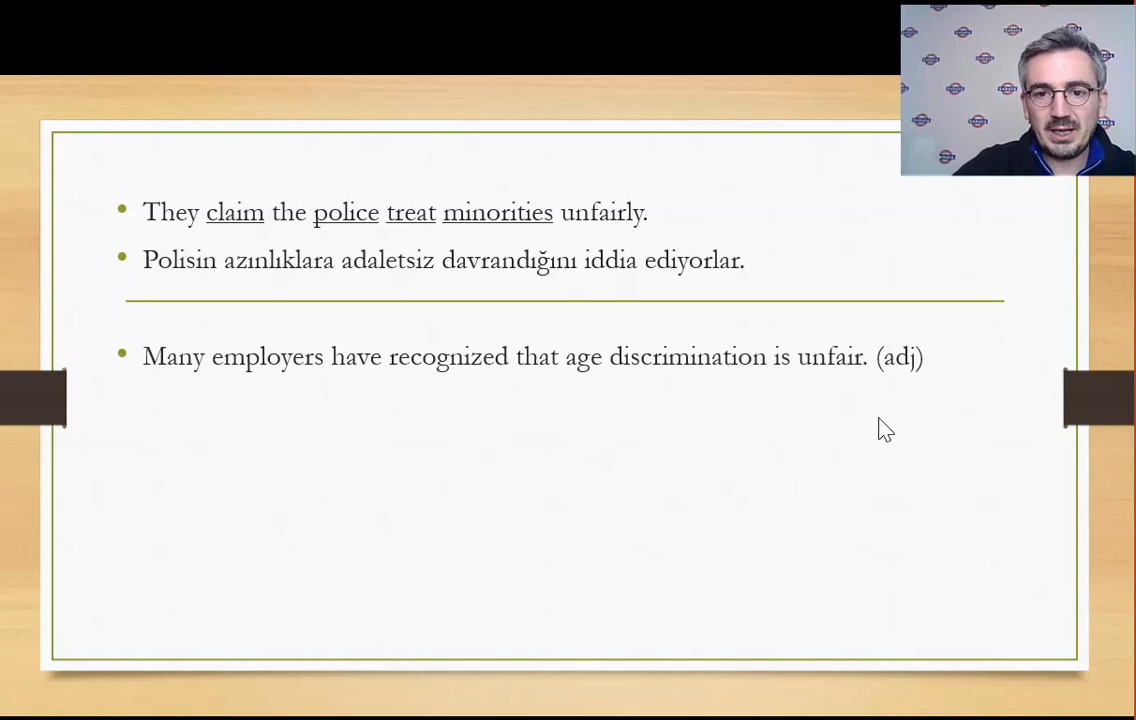 They claim the police treat minorities unfairly.
Polisin azınlıklara adaletsiz davrandığını iddia ediyorlar.
Many employers have recognized that age discrimination is unfair. (adj)